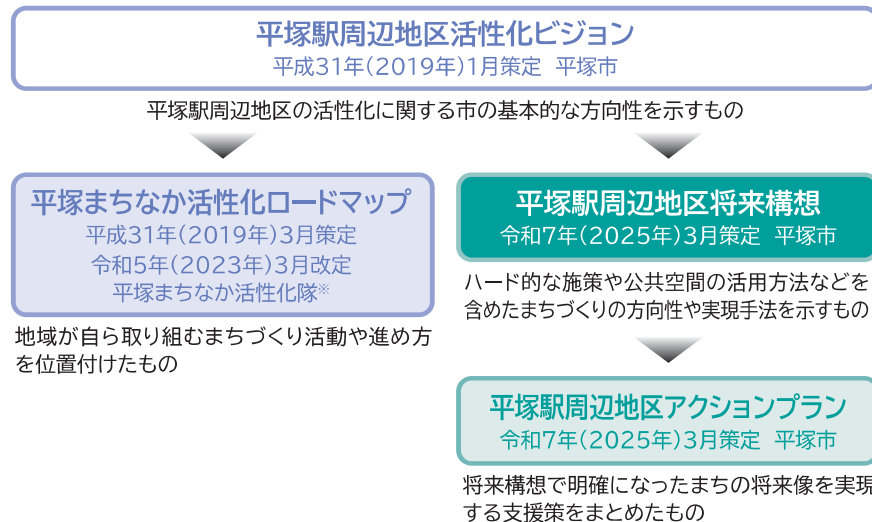 平塚駅周辺地区活性化ビジョン
平成31年(2019年)1月策定 平塚市
平塚駅周辺地区の活性化に関する市の基本的な方向性を示すもの
平塚まちなか活性化ロードマップ
平成31年(2019年)3月策定
令和5年(2023年)3月改定
平塚まちなか活性化隊※
地域が自ら取り組むまちづくり活動や進め方
を位置付けたもの
平塚駅周辺地区将来構想
令和7年(2025年)3月策定 平塚市
ハード的な施策や公共空間の活用方法などを
含めたまちづくりの方向性や実現手法を示すもの
平塚駅周辺地区アクションプラン
令和7年(2025年)3月策定 平塚市
将来構想で明確になったまちの将来像を実現
する支援策をまとめたもの